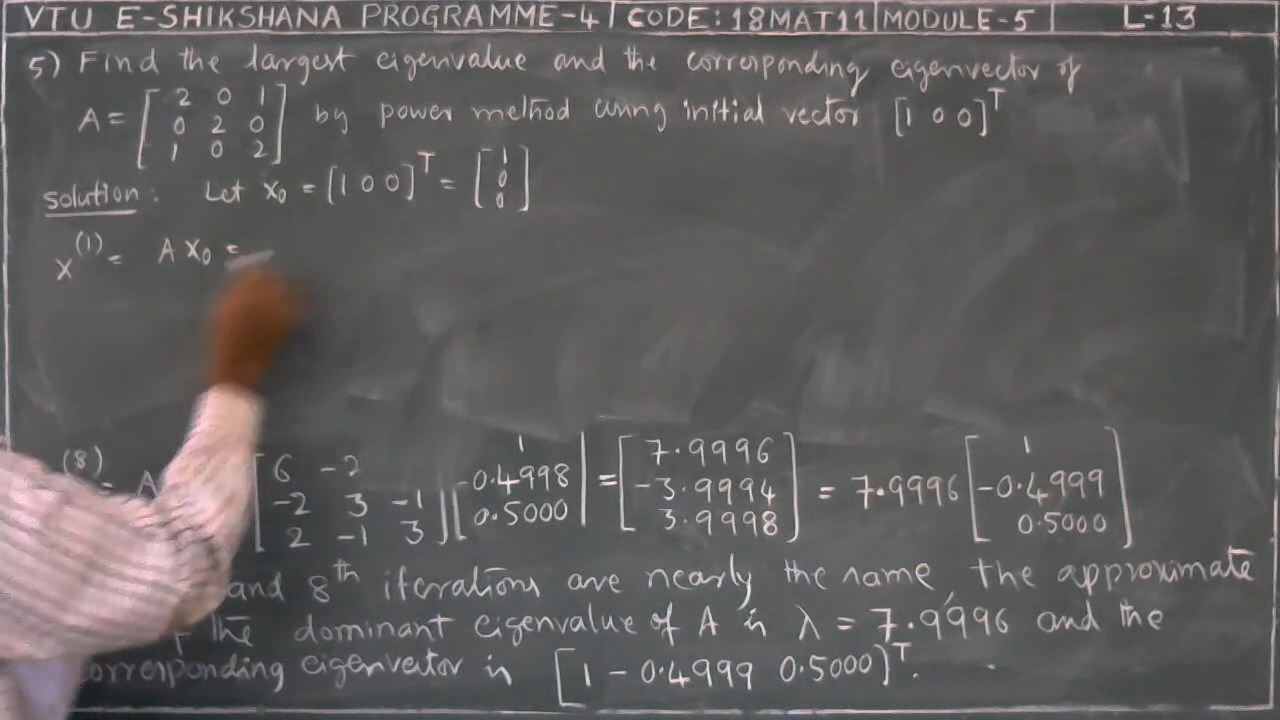 VTU E-SHIKSHANA PROGRAMME-4 CODE:18MAT11 MODULE-5 L-13
5) Find the largest eigenvalue and the corresponding eigenvector of
A = [ 2 0 1
0 2 0
1 0 2 ] by power method using initial vector [1 0 0]^T
Solution: Let x₀ = [1 0 0]^T = [ 1
0
0 ]
x^(1) = A x₀ =
(8) = A [ 6 -2
-2 3 -1
2 -1 3 ] [ 1
-0.4998
0.5000 ] = [ 7.9996
-3.9994
3.9998 ] = 7.9996 [ 1
-0.4999
0.5000 ]
and 8th iterations are nearly the same, the approximate
the dominant eigenvalue of A is λ = 7.9996 and the
corresponding eigenvector is [1 -0.4999 0.5000]^T.